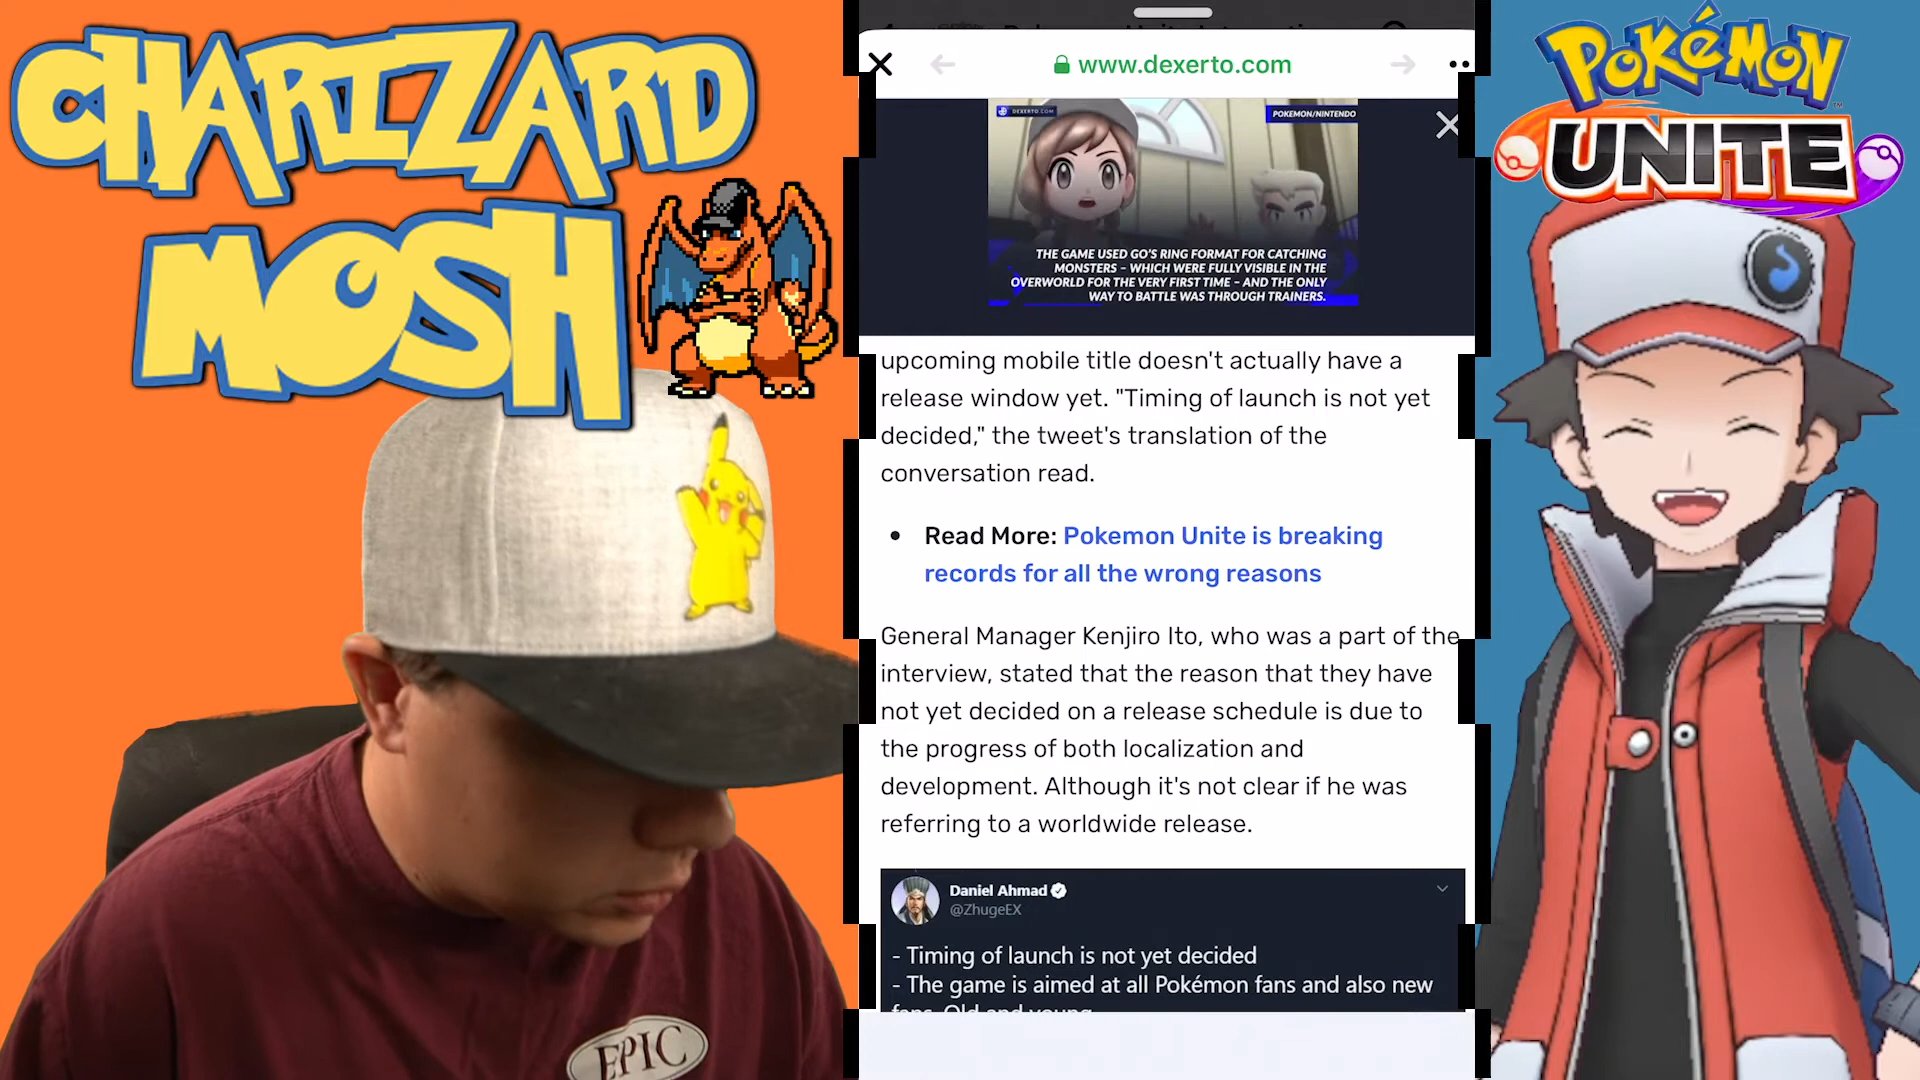 CHARIZARD
MOSH
EPIC
www.dexerto.com
DEXERTO.COM
POKEMON/NINTENDO
THE GAME USED GO'S RING FORMAT FOR CATCHING
MONSTERS – WHICH WERE FULLY VISIBLE IN THE
OVERWORLD FOR THE VERY FIRST TIME – AND THE ONLY
WAY TO BATTLE WAS THROUGH TRAINERS.
upcoming mobile title doesn't actually have a
release window yet. "Timing of launch is not yet
decided," the tweet's translation of the
conversation read.
• Read More: Pokemon Unite is breaking
records for all the wrong reasons
General Manager Kenjiro Ito, who was a part of the
interview, stated that the reason that they have
not yet decided on a release schedule is due to
the progress of both localization and
development. Although it's not clear if he was
referring to a worldwide release.
Daniel Ahmad
@ZhugeEX
- Timing of launch is not yet decided
- The game is aimed at all Pokémon fans and also new
fans. Old and young
POKéMON
TM
UNITE